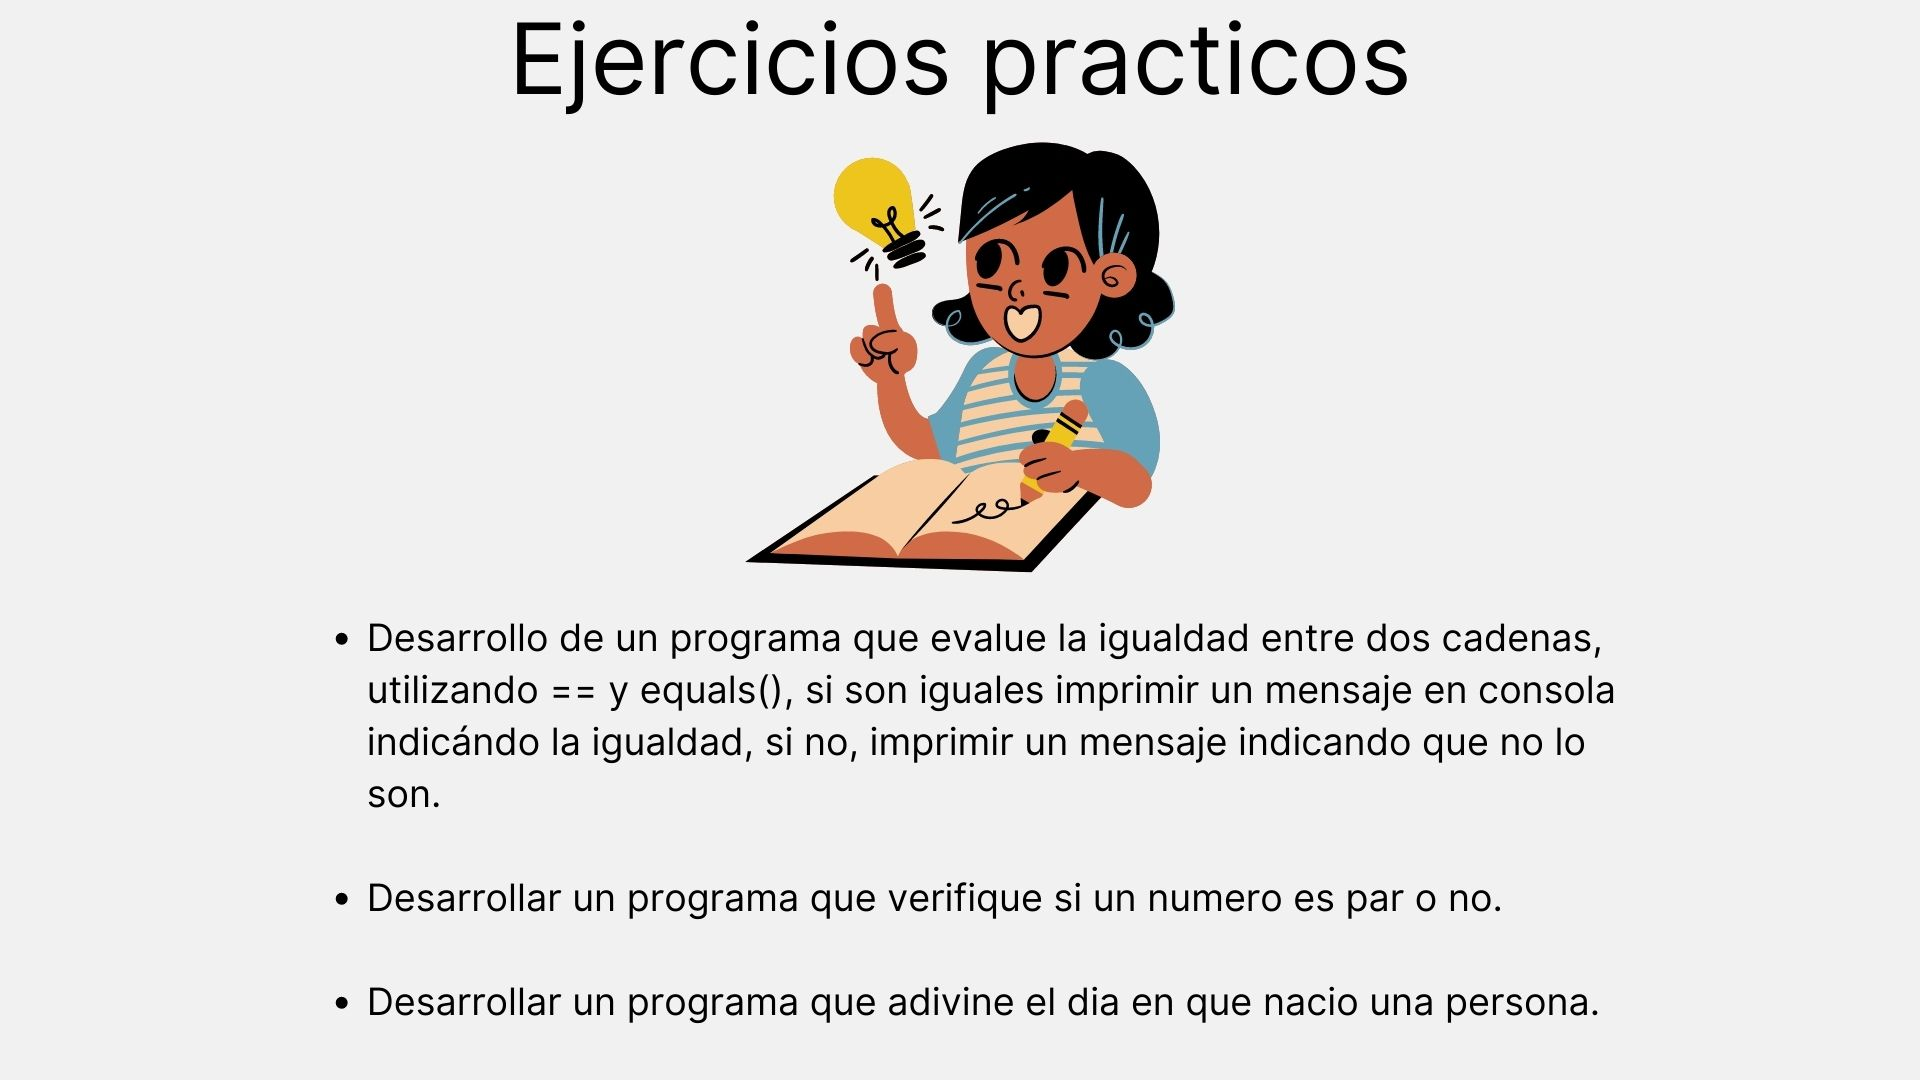 Ejercicios practicos
• Desarrollo de un programa que evalue la igualdad entre dos cadenas,
utilizando == y equals(), si son iguales imprimir un mensaje en consola
indicándo la igualdad, si no, imprimir un mensaje indicando que no lo
son.
• Desarrollar un programa que verifique si un numero es par o no.
• Desarrollar un programa que adivine el dia en que nacio una persona.